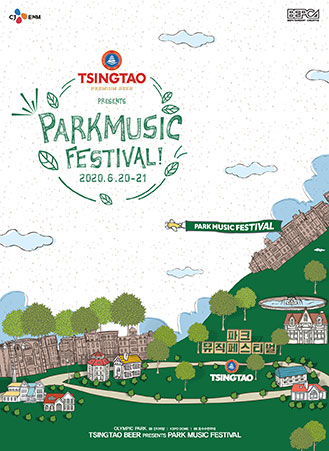 CJ ENM
TSINGTAO
PREMIUM BEER
PRESENTS
PARKMUSIC
FESTIVAL!
2020.6.20-21
PARK MUSIC FESTIVAL
파크
뮤직페스티벌
TSINGTAO
OLYMPIC PARK
TSINGTAO BEER PRESENTS PARK MUSIC FESTIVAL